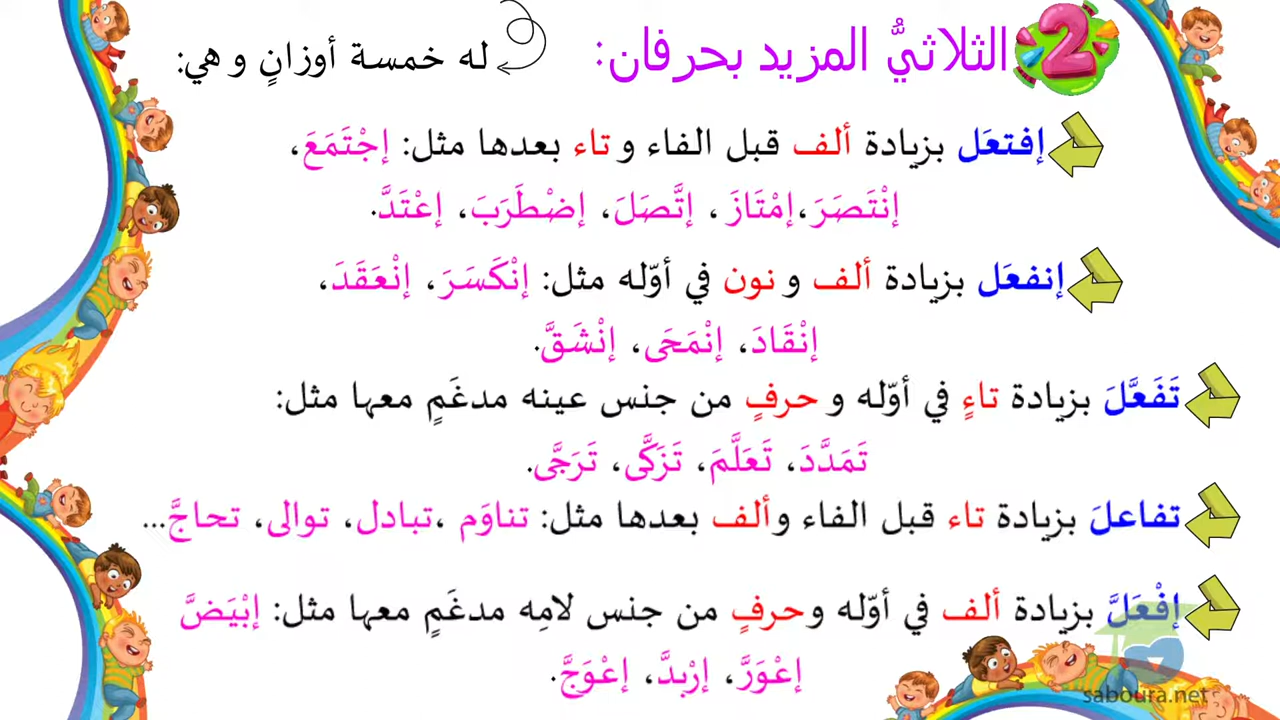 2 الثلاثيُّ المزيد بحرفان: له خمسة أوزانٍ و هي:
إفتعَل بزيادة ألف قبل الفاء و تاء بعدها مثل: إجْتَمَعَ،
إنْتَصَرَ،إمْتَازَ، إتَّصَلَ، إضْطَرَبَ، إعْتَدَّ.
إنفعَل بزيادة ألف و نون في أوّله مثل: إنْكَسَرَ، إنْعَقَدَ،
إنْقَادَ، إنْمَحَى، إنْشَقَّ.
تَفَعَّلَ بزيادة تاءٍ في أوّله و حرفٍ من جنس عينه مدغَمٍ معها مثل:
تَمَدَّدَ، تَعَلَّمَ، تَزَكَّى، تَرَجَّى.
تفاعلَ بزيادة تاء قبل الفاء وألف بعدها مثل: تناوَم ،تبادل، توالى، تحاجَّ...
إفْعَلَّ بزيادة ألف في أوّله وحرفٍ من جنس لامِه مدغَمٍ معها مثل: إبْيَضَّ
إعْوَرَّ، إرْبدَّ، إعْوَجَّ.
saboura.net